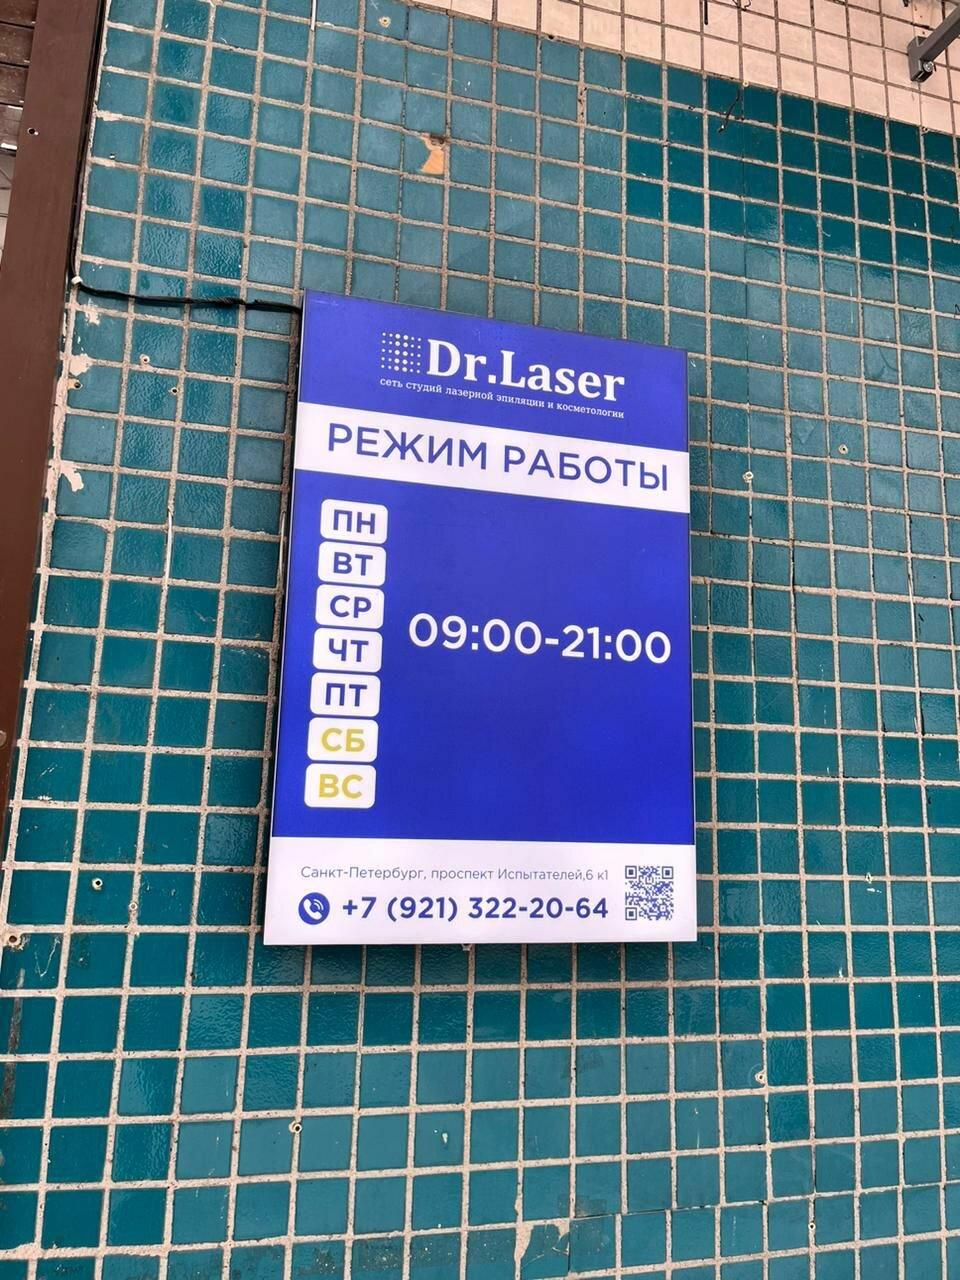 Dr.Laser
сеть студий лазерной эпиляции и косметологии
РЕЖИМ РАБОТЫ
ПН
ВТ
СР
ЧТ
ПТ
СБ
ВС
09:00-21:00
Санкт-Петербург, проспект Испытателей,6 к1
+7 (921) 322-20-64